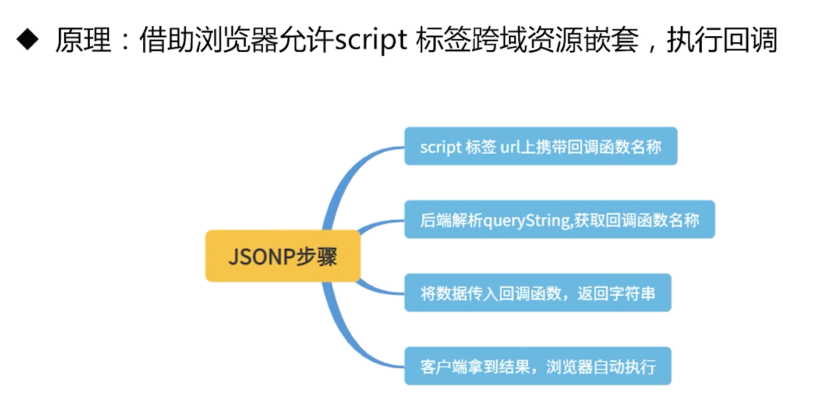 ◆ 原理：借助浏览器允许script 标签跨域资源嵌套，执行回调
script 标签 url上携带回调函数名称
后端解析queryString,获取回调函数名称
JSONP步骤
将数据传入回调函数，返回字符串
客户端拿到结果，浏览器自动执行